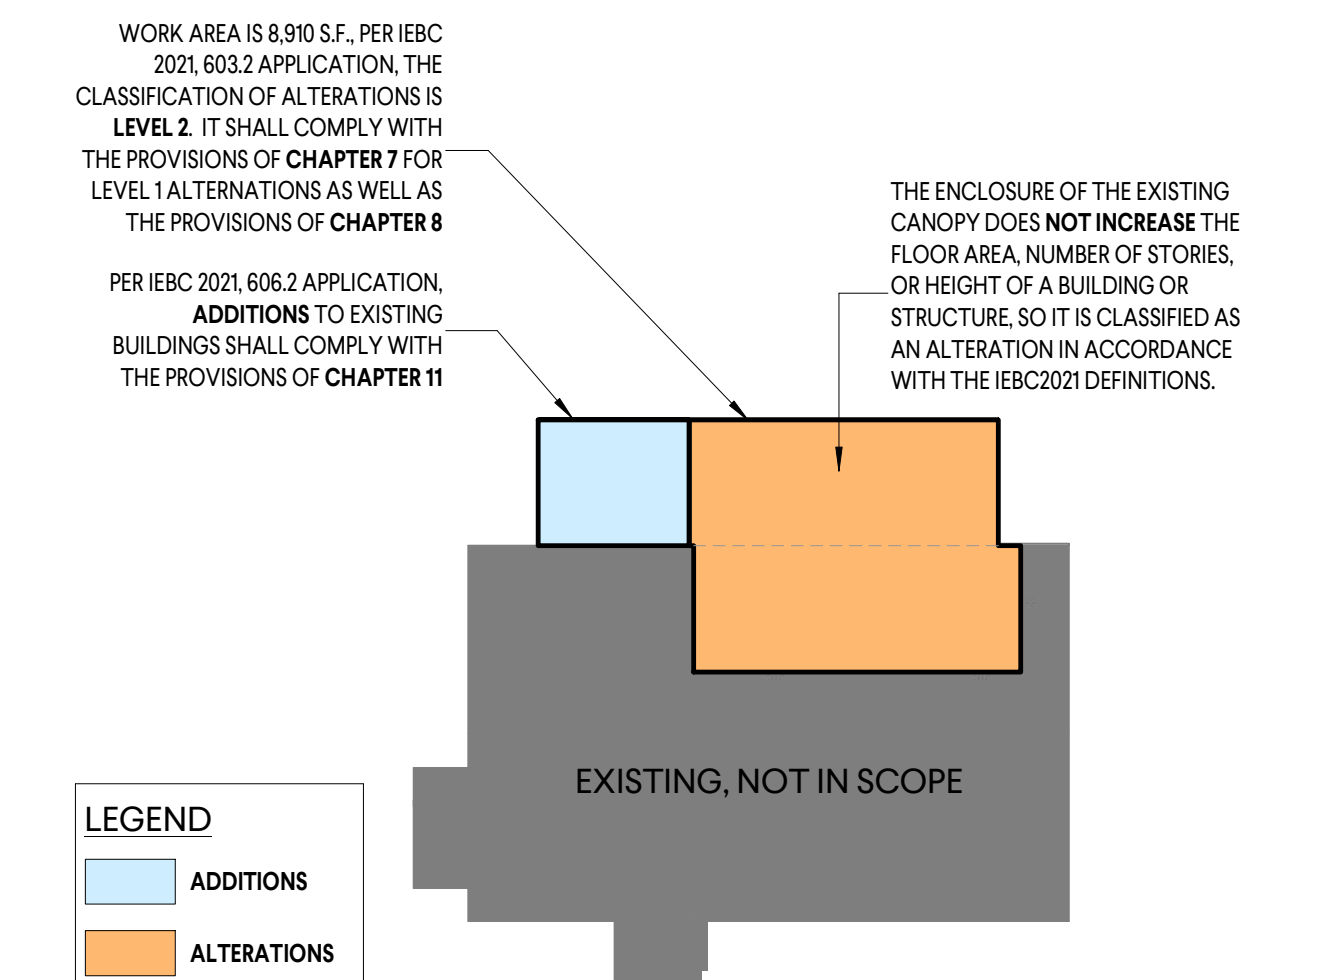 WORK AREA IS 8,910 S.F., PER IEBC
2021, 603.2 APPLICATION, THE
CLASSIFICATION OF ALTERATIONS IS
LEVEL 2. IT SHALL COMPLY WITH
THE PROVISIONS OF CHAPTER 7 FOR
LEVEL 1 ALTERNATIONS AS WELL AS
THE PROVISIONS OF CHAPTER 8
PER IEBC 2021, 606.2 APPLICATION,
ADDITIONS TO EXISTING
BUILDINGS SHALL COMPLY WITH
THE PROVISIONS OF CHAPTER 11
THE ENCLOSURE OF THE EXISTING
CANOPY DOES NOT INCREASE THE
FLOOR AREA, NUMBER OF STORIES,
OR HEIGHT OF A BUILDING OR
STRUCTURE, SO IT IS CLASSIFIED AS
AN ALTERATION IN ACCORDANCE
WITH THE IEBC2021 DEFINITIONS.
EXISTING, NOT IN SCOPE
LEGEND
ADDITIONS
ALTERATIONS